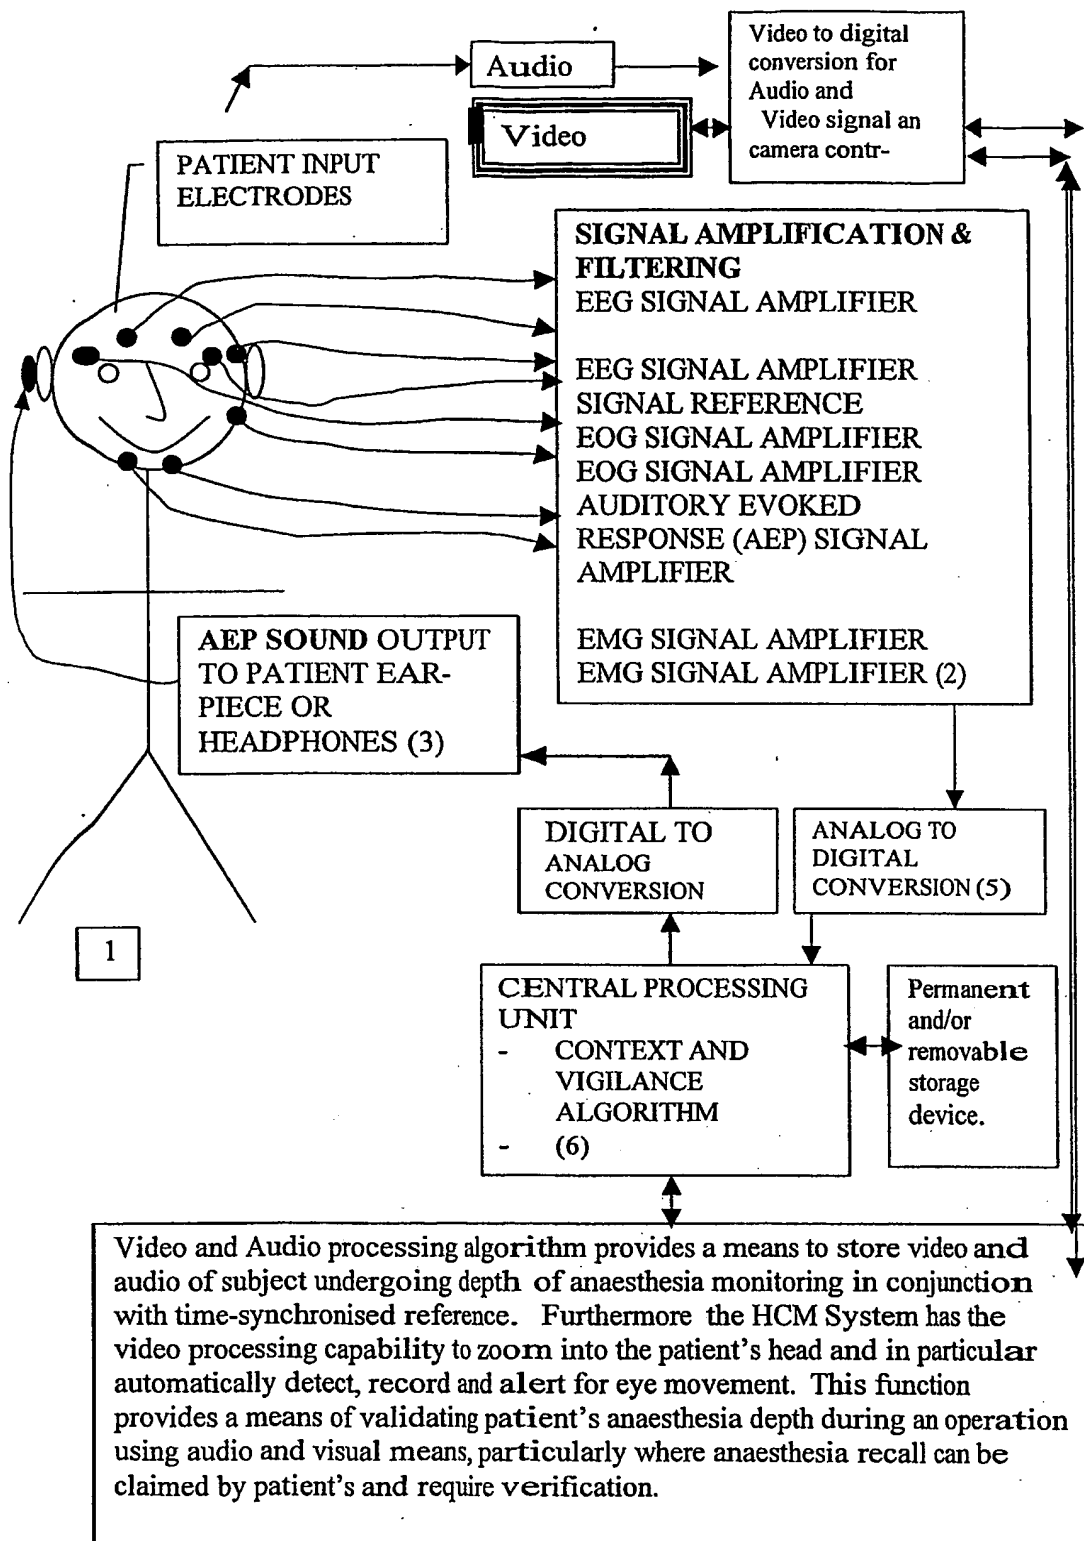 Audio
Video
Video to digital
conversion for
Audio and
Video signal an
camera contr-
PATIENT INPUT
ELECTRODES
SIGNAL AMPLIFICATION &
FILTERING
EEG SIGNAL AMPLIFIER
EEG SIGNAL AMPLIFIER
SIGNAL REFERENCE
EOG SIGNAL AMPLIFIER
EOG SIGNAL AMPLIFIER
AUDITORY EVOKED
RESPONSE (AEP) SIGNAL
AMPLIFIER
EMG SIGNAL AMPLIFIER
EMG SIGNAL AMPLIFIER (2)
AEP SOUND OUTPUT
TO PATIENT EAR-
PIECE OR
HEADPHONES (3)
DIGITAL TO
ANALOG
CONVERSION
ANALOG TO
DIGITAL
CONVERSION (5)
1
CENTRAL PROCESSING
UNIT
- CONTEXT AND
VIGILANCE
ALGORITHM
- (6)
Permanent
and/or
removable
storage
device.
Video and Audio processing algorithm provides a means to store video and
audio of subject undergoing depth of anaesthesia monitoring in conjunction
with time-synchronised reference. Furthermore the HCM System has the
video processing capability to zoom into the patient's head and in particular
automatically detect, record and alert for eye movement. This function
provides a means of validating patient's anaesthesia depth during an operation
using audio and visual means, particularly where anaesthesia recall can be
claimed by patient's and require verification.